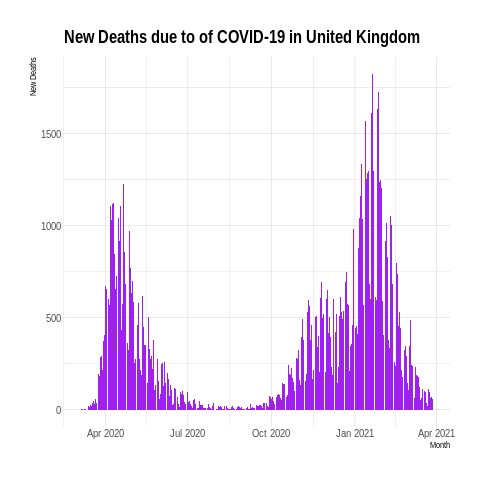 New Deaths due to of COVID-19 in United Kingdom
New Deaths
1500
1000
500
0
Apr 2020 Jul 2020 Oct 2020 Jan 2021 Apr 2021
Month